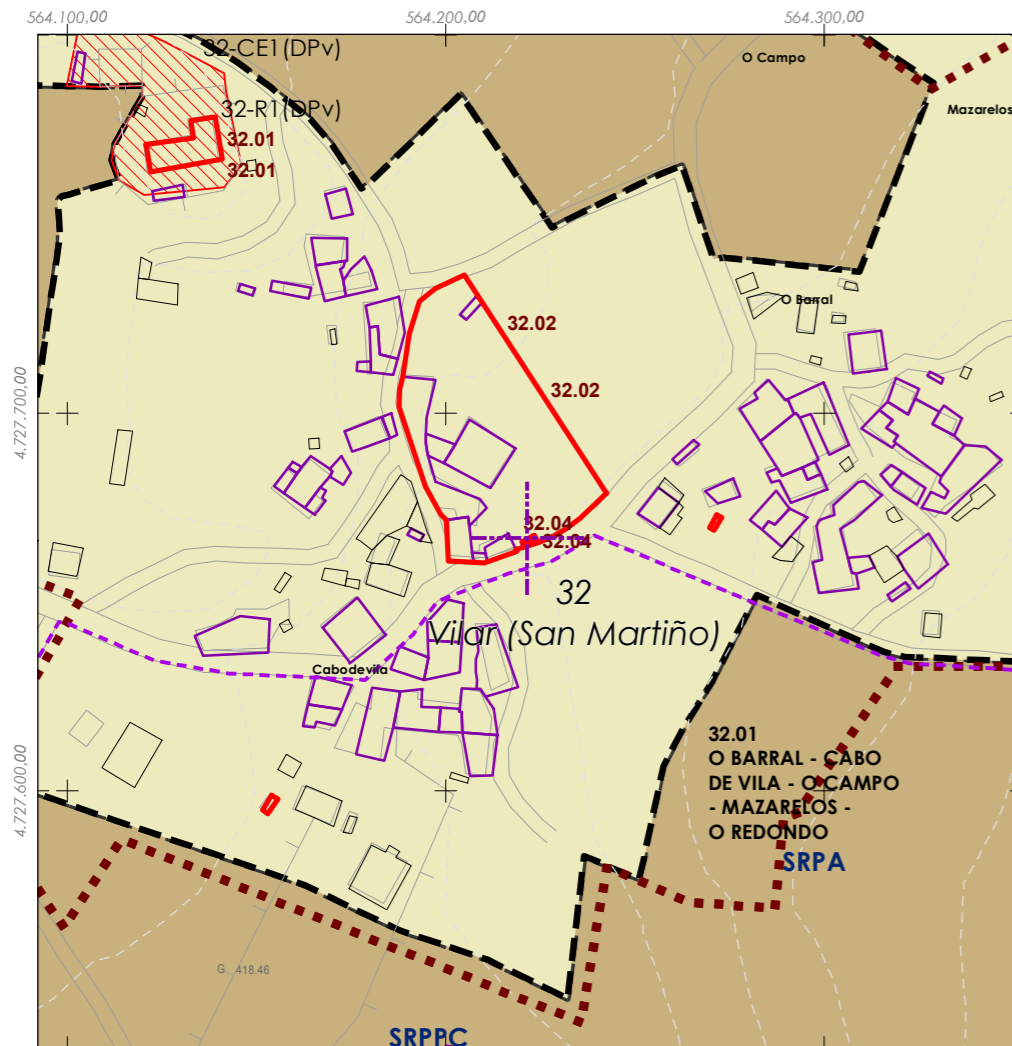 564.100,00
564.200,00
564.300,00
32-CE1(DPv)
O Campo
32-R1(DPv)
Mazarelos
32.01
32.01
O Barral
32.02
32.02
4.727.700,00
32.04
32.04
32
Vilar (San Martiño)
Cabodevila
32.01
O BARRAL - CABO
DE VILA - O CAMPO
- MAZARELOS -
O REDONDO
4.727.600,00
SRPA
G. 418.46
SRPPC